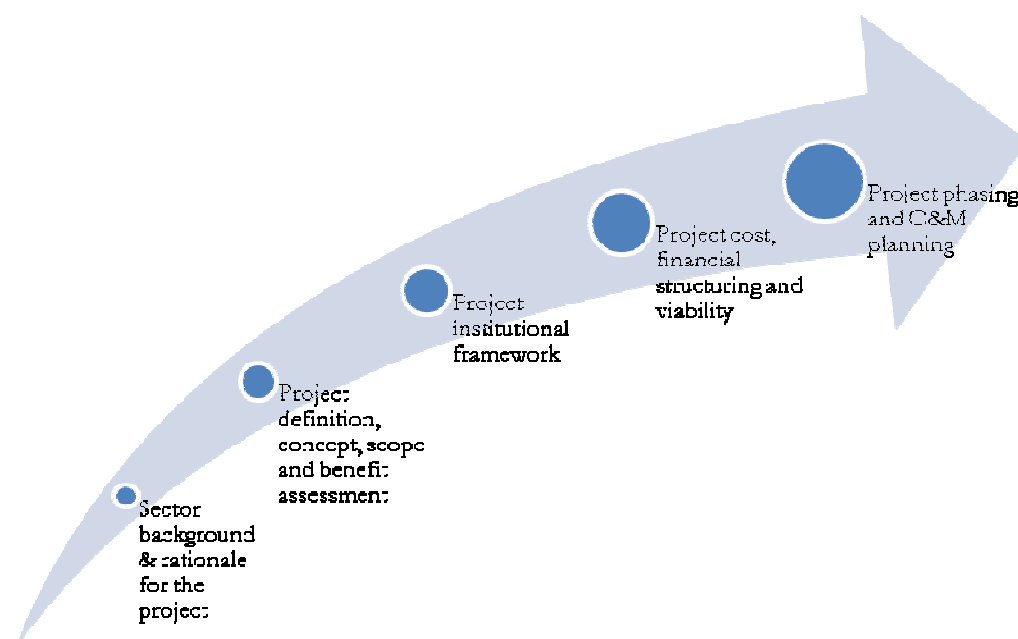 Sector
background
& rationale
for the
project
Project
definition,
concept, scope
and benefit
assessment
Project
institutional
framework
Project cost,
financial
structuring and
viability
Project phasing
and O&M
planning